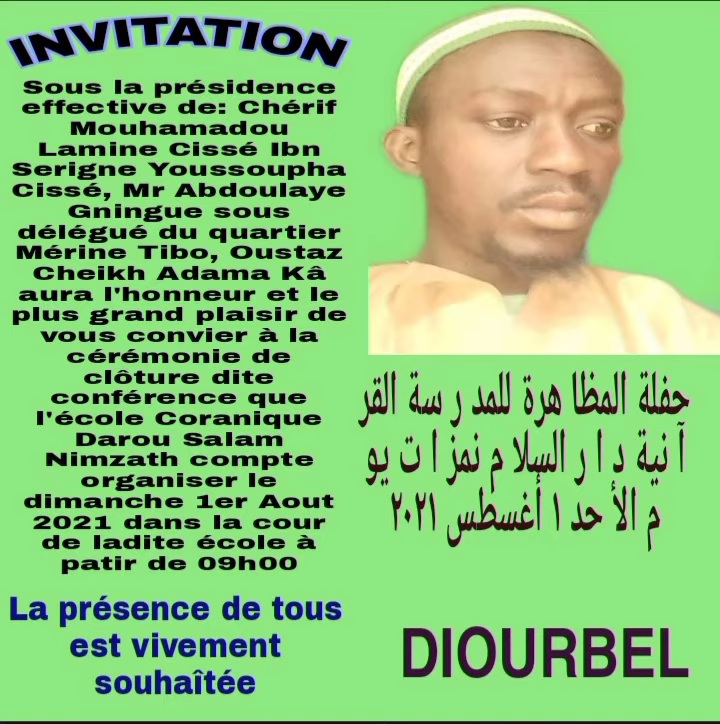 INVITATION
Sous la présidence
effective de: Chérif
Mouhamadou
Lamine Cissé Ibn
Serigne Youssoupha
Cissé, Mr Abdoulaye
Gningue sous
délégué du quartier
Mérine Tibo, Oustaz
Cheikh Adama Kâ
aura l'honneur et le
plus grand plaisir de
vous convier à la
cérémonie de
clôture dite
conférence que
l'école Coranique
Darou Salam
Nimzath compte
organiser le
dimanche 1er Aout
2021 dans la cour
de ladite école à
patir de 09h00
La présence de tous
est vivement
souhaîtée
حفلة المظا هرة للمد ر سة القر
آ نية د ا ر السلا م نمز ا ت يو
م الأ حد ١ أغسطس ٢٠٢١
DIOURBEL